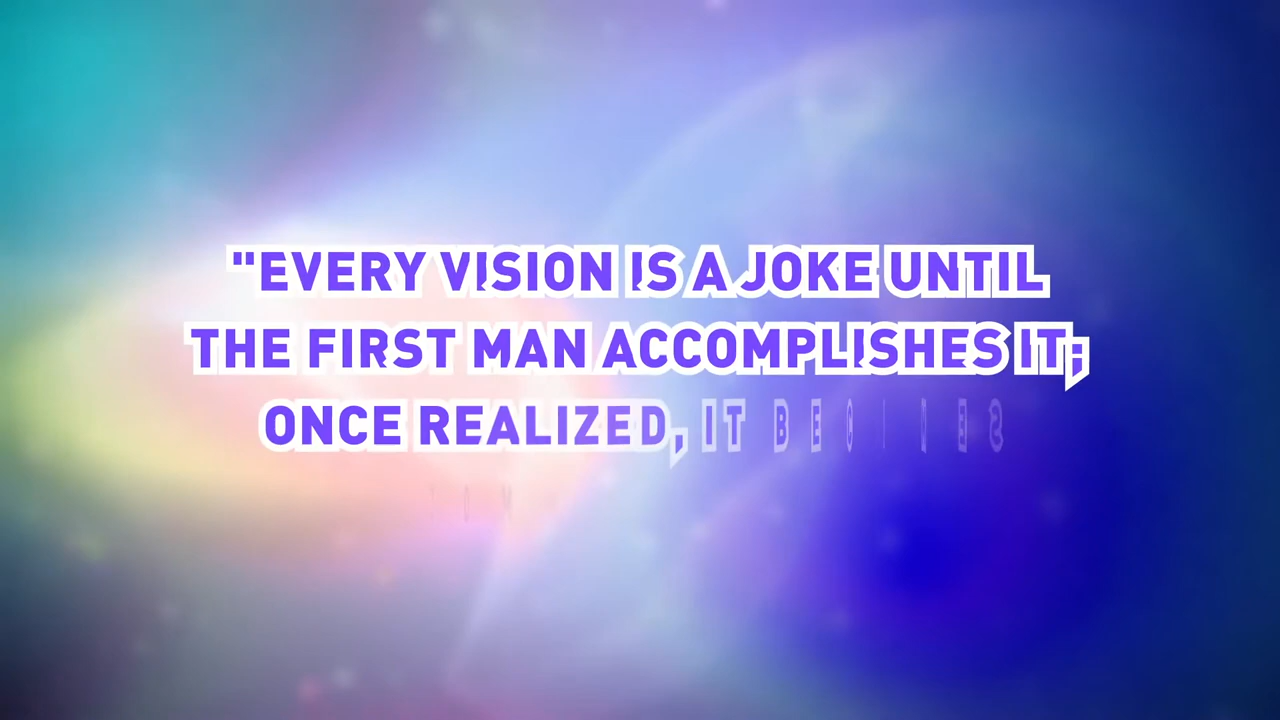 "EVERY VISION IS A JOKE UNTIL
THE FIRST MAN ACCOMPLISHES IT;
ONCE REALIZED, IT